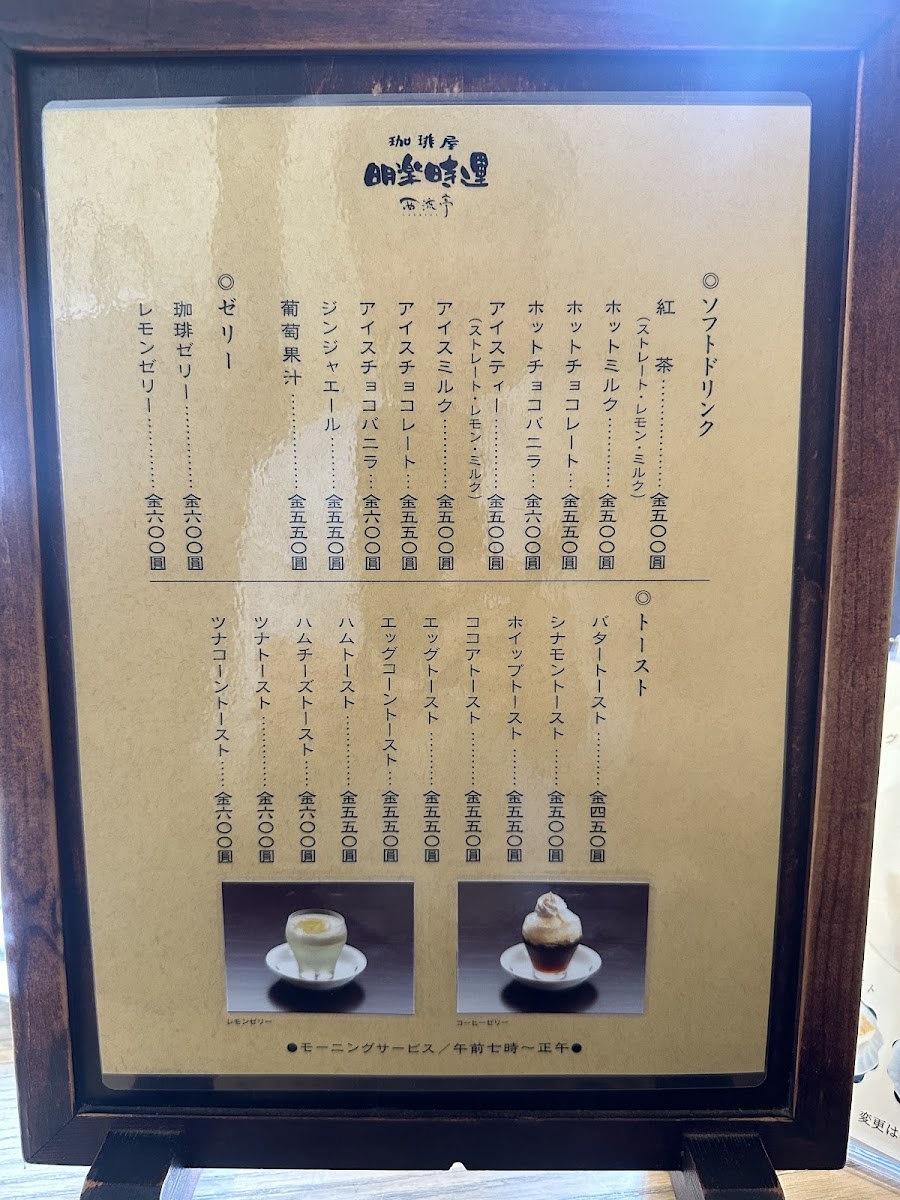 珈琲屋
明楽時運
西流亭
◎ソフトドリンク
紅茶……………金五〇〇圓
(ストレート・レモン・ミルク)
ホットミルク………金五〇〇圓
ホットチョコレート…金五五〇圓
ホットチョコバニラ…金六〇〇圓
アイスティー………金五〇〇圓
(ストレート・レモン・ミルク)
アイスミルク………金五〇〇圓
アイスチョコレート…金五五〇圓
アイスチョコバニラ…金六〇〇圓
ジンジャエール……金五五〇圓
葡萄果汁…………金五五〇圓
◎ゼリー
珈琲ゼリー………金六〇〇圓
レモンゼリー………金六〇〇圓
◎トースト
バタートースト……金四五〇圓
シナモントースト……金五〇〇圓
ホイップトースト……金五五〇圓
ココアトースト……金五五〇圓
エッグトースト……金五五〇圓
エッグコーントースト…金五五〇圓
ハムトースト………金五五〇圓
ハムチーズトースト…金六〇〇圓
ツナトースト………金六〇〇圓
ツナコーントースト…金六〇〇圓
レモンゼリー
コーヒーゼリー
●モーニングサービス/午前七時～正午●
変更は